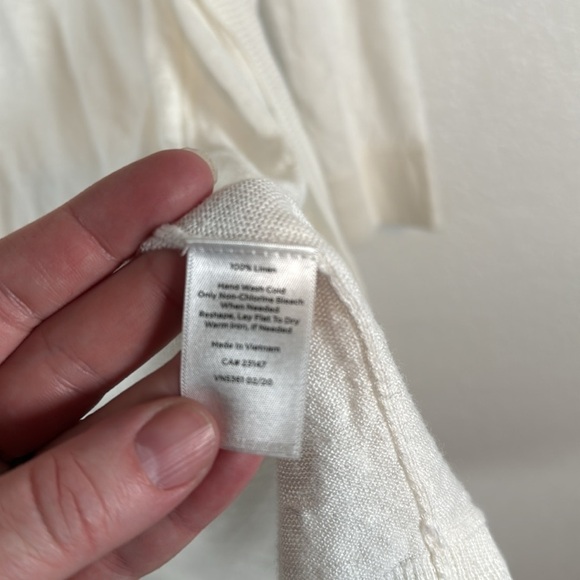 100% Linen
Hand Wash Cold
Only Non-Chlorine Bleach
When Needed
Reshape, Lay Flat To Dry
Warm Iron, If Needed
Made In Vietnam
CA# 23147
02/20